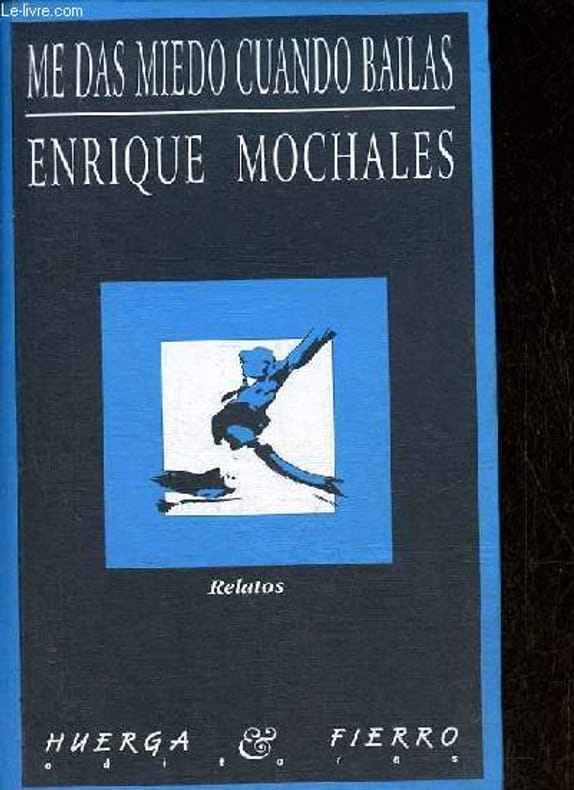 Le-livre.com
ME DAS MIEDO CUANDO BAILAS
ENRIQUE MOCHALES
Relatos
HUERGA & FIERRO
editores